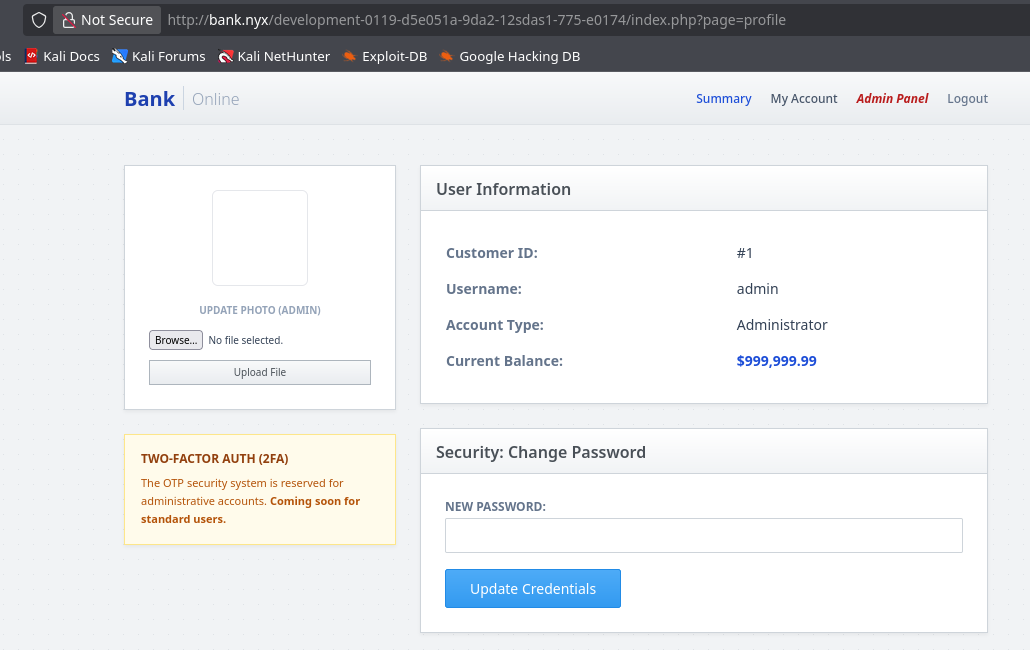 Not Secure http://bank.nyx/development-0119-d5e051a-9da2-12sdas1-775-e0174/index.php?page=profile
ls Kali Docs Kali Forums Kali NetHunter Exploit-DB Google Hacking DB
Bank Online Summary My Account Admin Panel Logout
UPDATE PHOTO (ADMIN)
Browse... No file selected.
Upload File
TWO-FACTOR AUTH (2FA)
The OTP security system is reserved for
administrative accounts. Coming soon for
standard users.
User Information
Customer ID: #1
Username: admin
Account Type: Administrator
Current Balance: $999,999.99
Security: Change Password
NEW PASSWORD:
Update Credentials